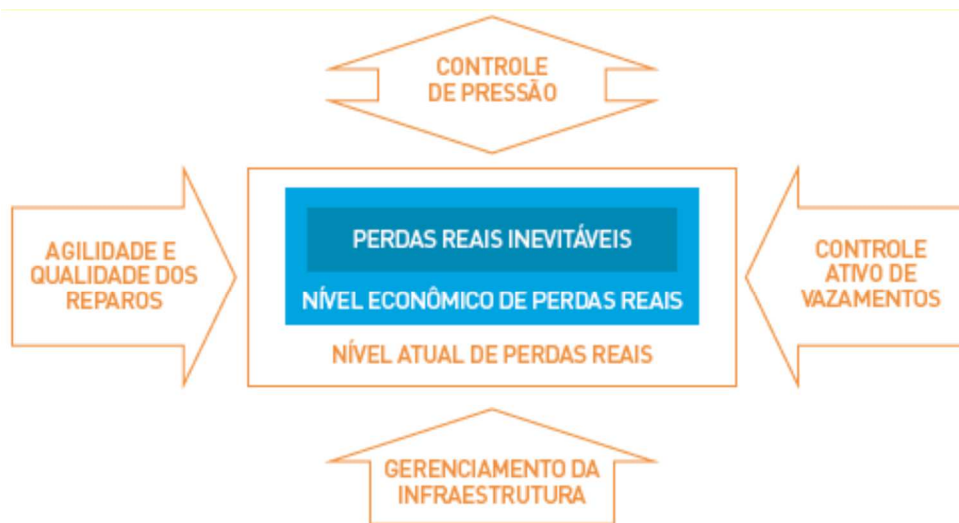 CONTROLE
DE PRESSÃO
AGILIDADE E
QUALIDADE DOS
REPAROS
PERDAS REAIS INEVITÁVEIS
NÍVEL ECONÔMICO DE PERDAS REAIS
NÍVEL ATUAL DE PERDAS REAIS
CONTROLE
ATIVO DE
VAZAMENTOS
GERENCIAMENTO DA
INFRAESTRUTURA